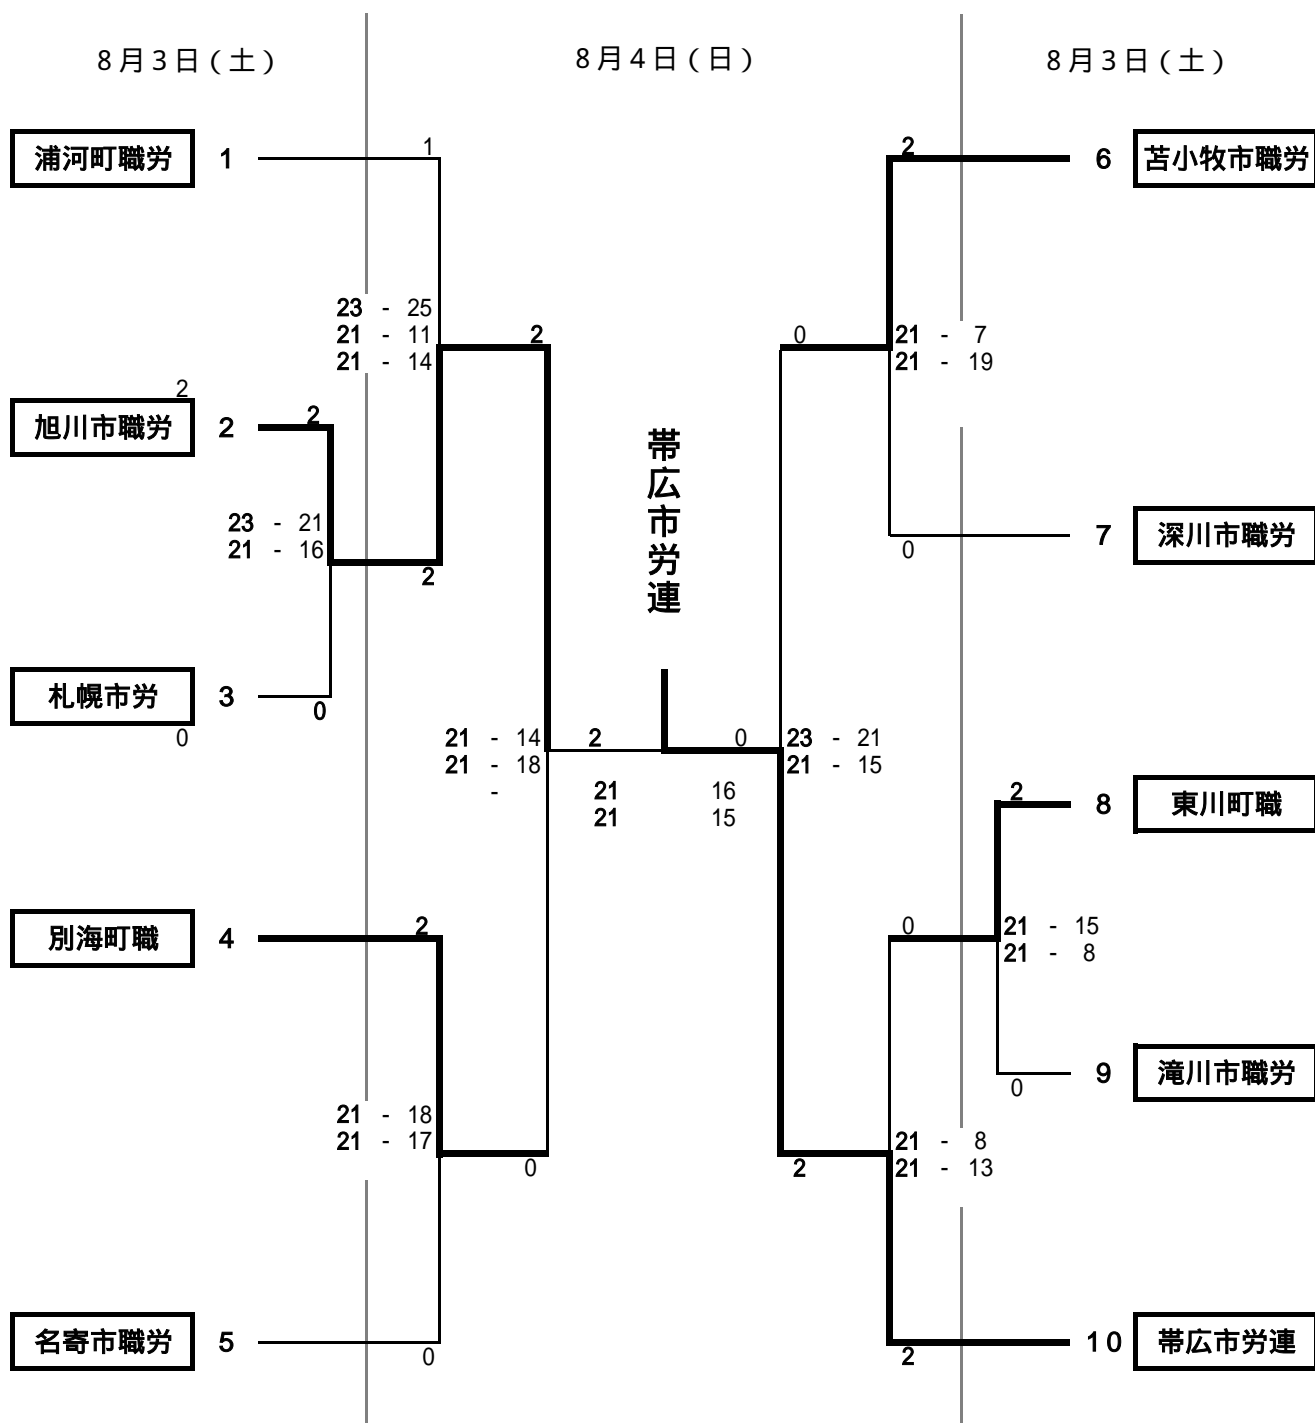 8月3日(土) 8月4日(日) 8月3日(土)
浦河町職労 1 1 2 6 苫小牧市職労
23 - 25
21 - 11 2 0 21 - 7
21 - 14 21 - 19
2
旭川市職労 2 2
帯広市労連
23 - 21
21 - 16
2 0 7 深川市職労
札幌市労 3 0
0
21 - 14 2 0 23 - 21
21 - 18 21 - 15
- 21 16
21 15
2 8 東川町職
別海町職 4 2 0 21 - 15
21 - 8
0 9 滝川市職労
21 - 18
21 - 17
0 2 21 - 8
21 - 13
名寄市職労 5 0 2 10 帯広市労連